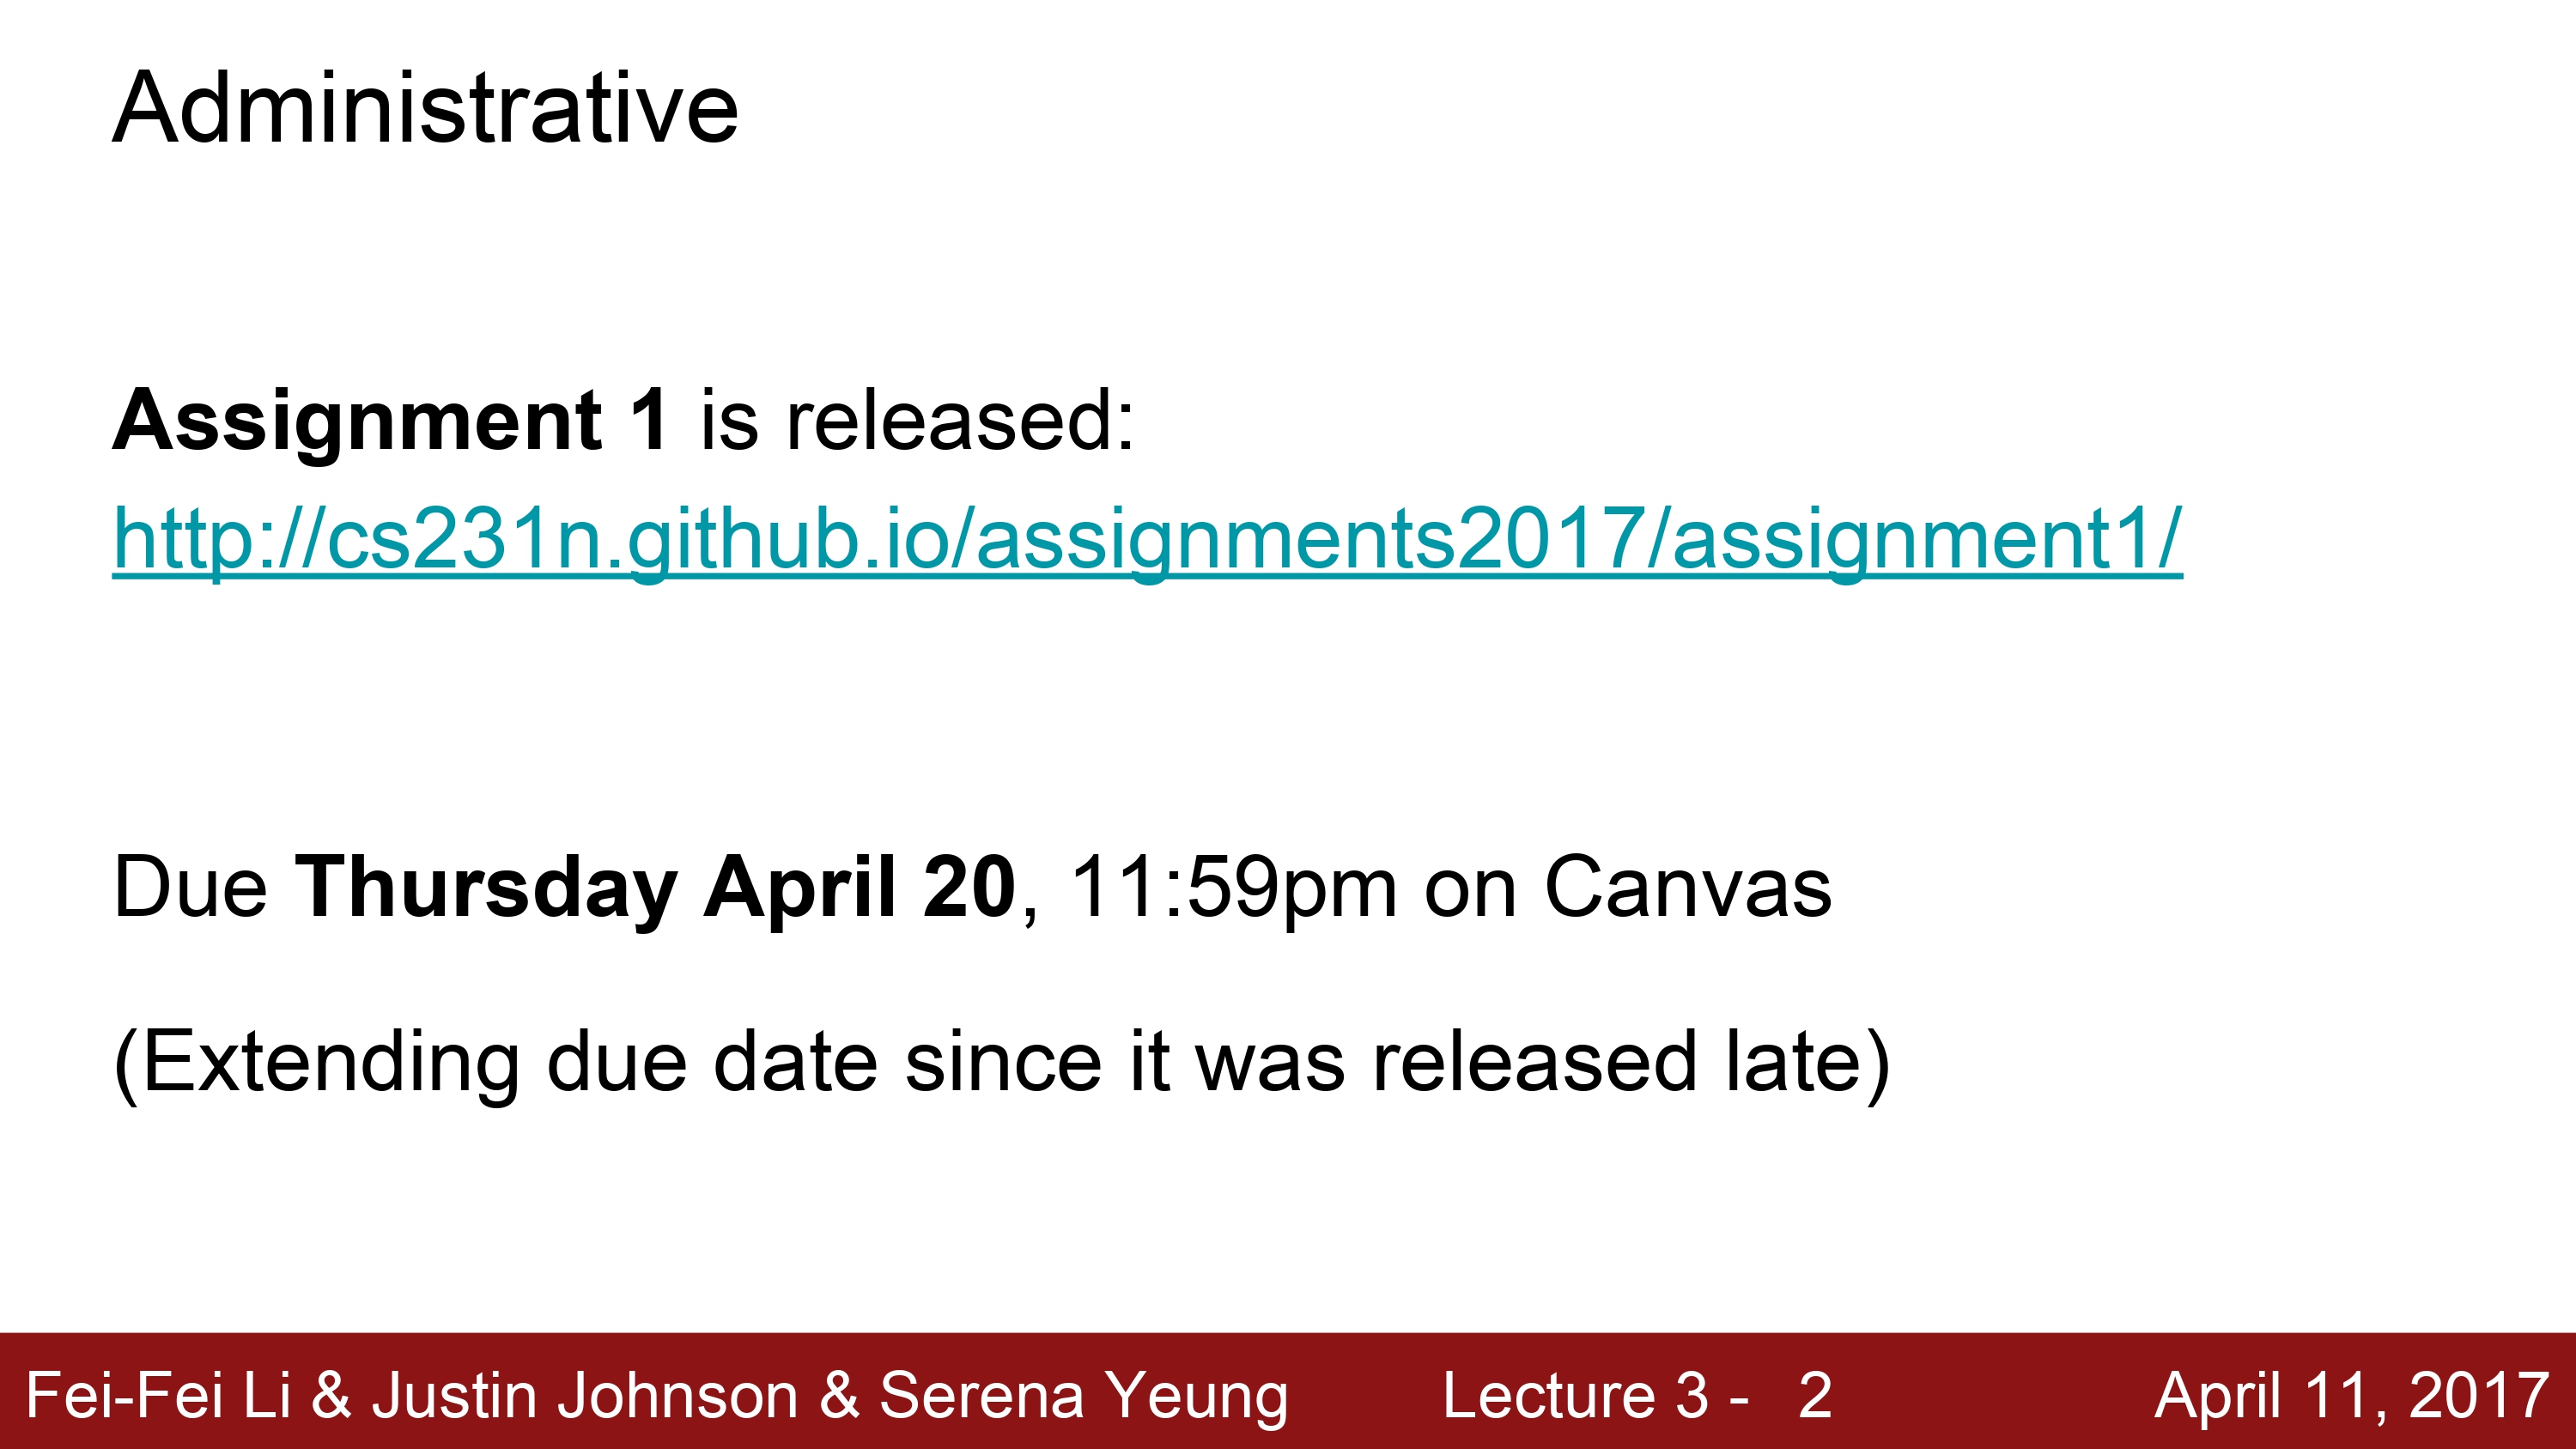 Administrative
Assignment 1 is released:
http://cs231n.github.io/assignments2017/assignment1/
Due Thursday April 20, 11:59pm on Canvas
(Extending due date since it was released late)
Fei-Fei Li & Justin Johnson & Serena Yeung Lecture 3 - 2 April 11, 2017